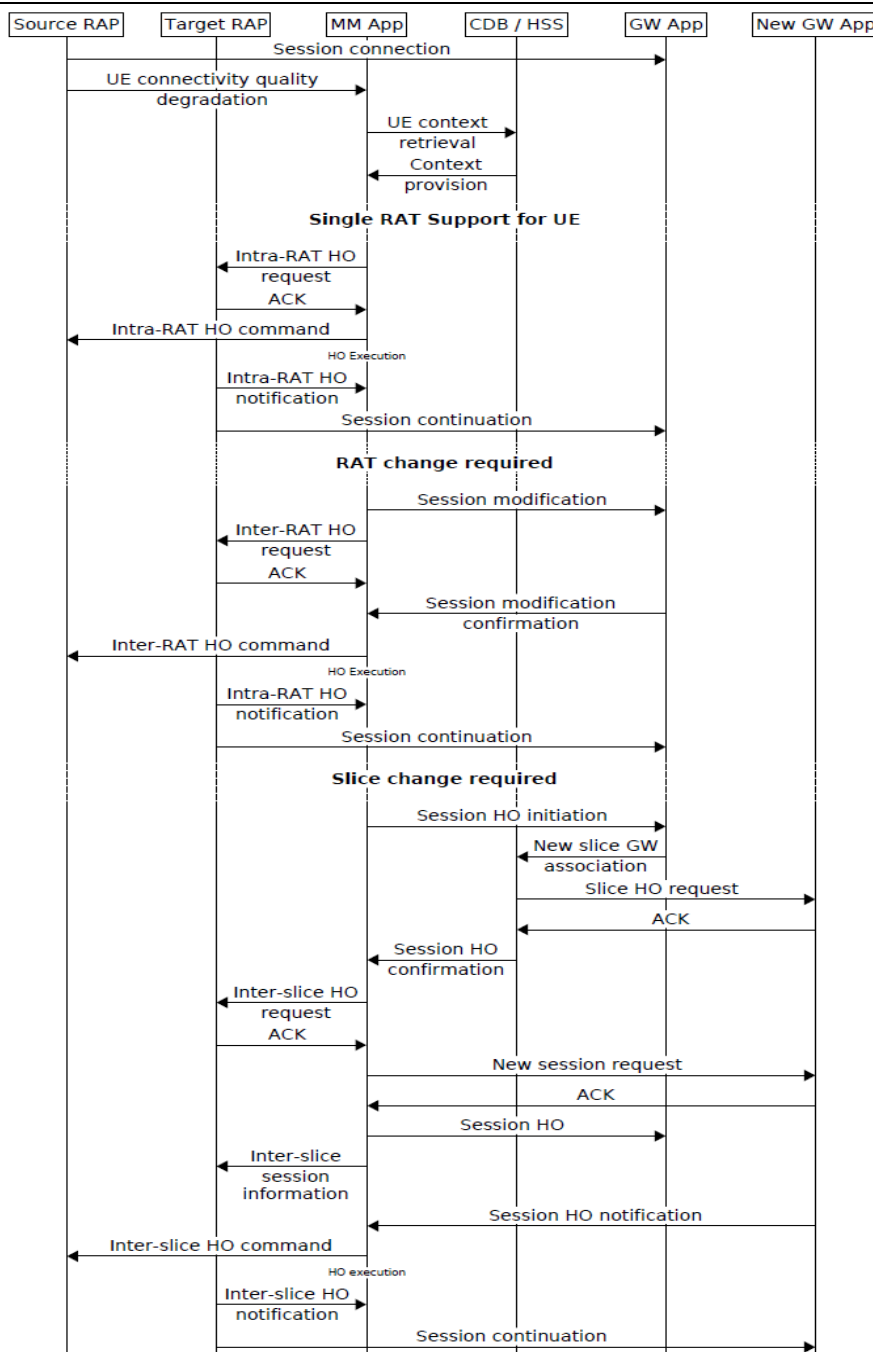 Source RAP Target RAP MM App CDB / HSS GW App New GW App
Session connection
UE connectivity quality
degradation
UE context
retrieval
Context
provision
Single RAT Support for UE
Intra-RAT HO
request
ACK
Intra-RAT HO command
HO Execution
Intra-RAT HO
notification
Session continuation
RAT change required
Session modification
Inter-RAT HO
request
ACK
Session modification
confirmation
Inter-RAT HO command
HO Execution
Intra-RAT HO
notification
Session continuation
Slice change required
Session HO initiation
New slice GW
association
Slice HO request
ACK
Session HO
confirmation
Inter-slice HO
request
ACK
New session request
ACK
Session HO
Inter-slice
session
information
Session HO notification
Inter-slice HO command
HO execution
Inter-slice HO
notification
Session continuation